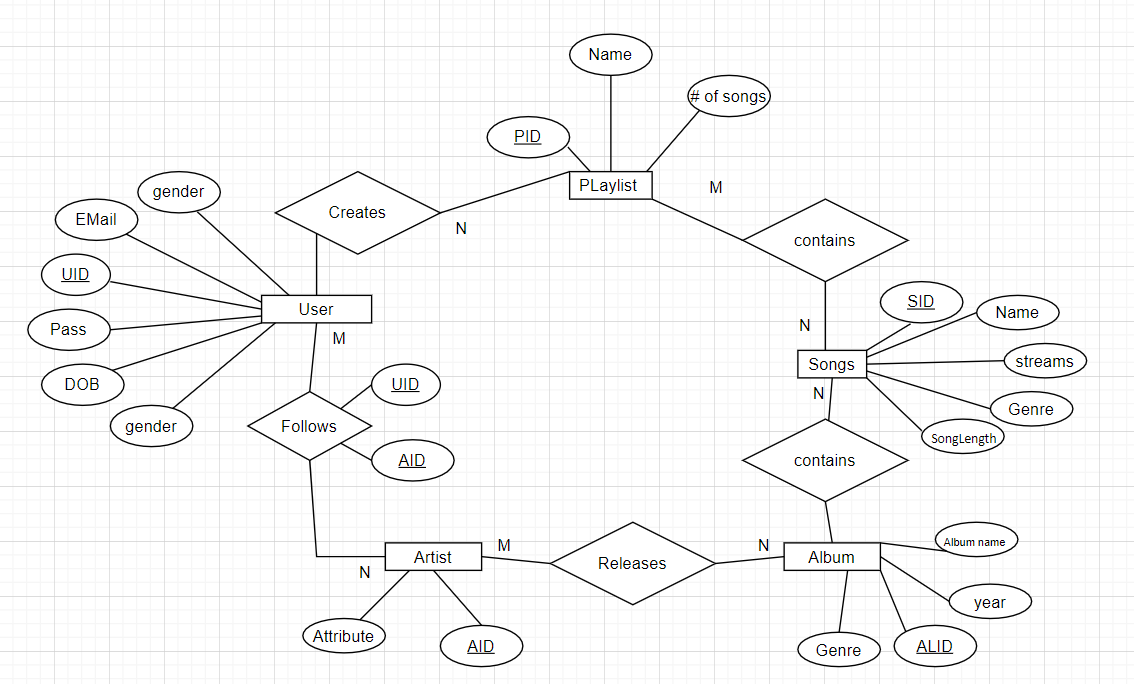 Name
# of songs
PID
PLaylist
M
gender
Creates
EMail
N
contains
UID
SID
User
Name
Pass
N
M
streams
Songs
DOB
UID
N
Genre
gender
Follows
SongLength
AID
contains
Album name
M
N
Artist
Releases
Album
N
year
Attribute
AID
Genre
ALID